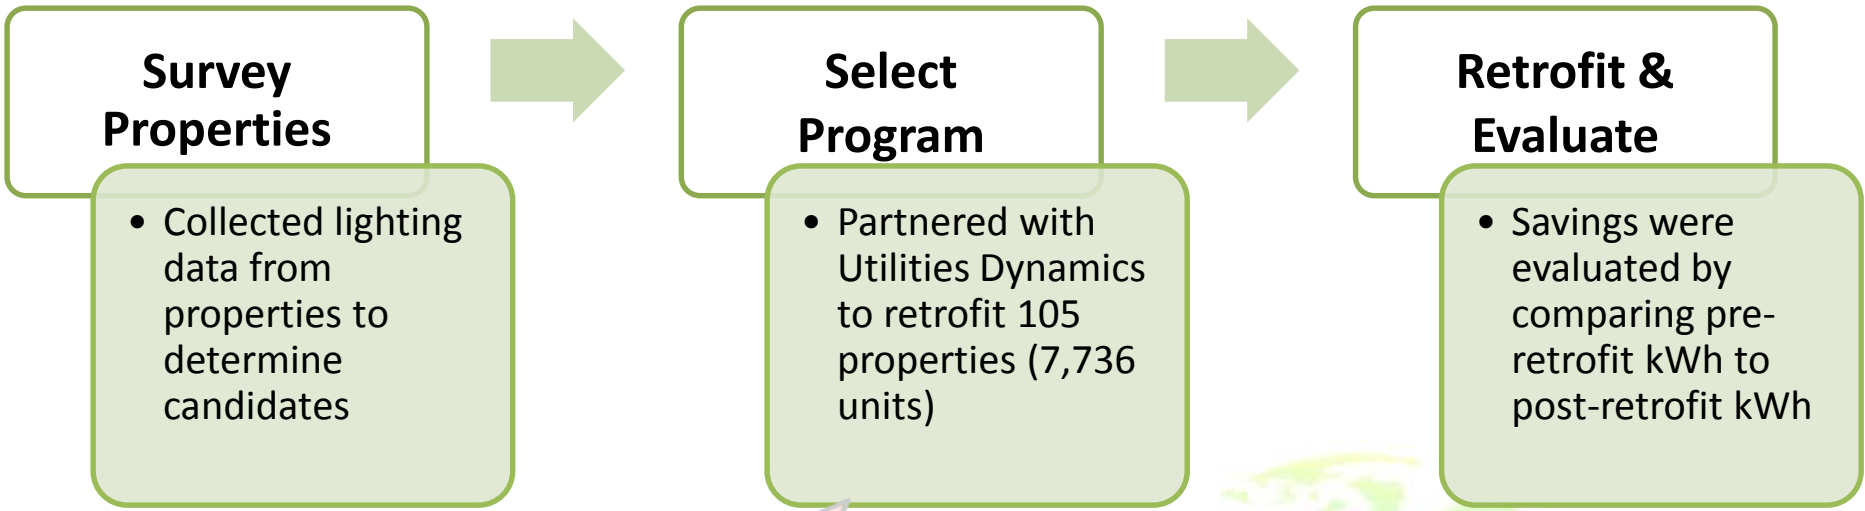 Survey
Properties
• Collected lighting
data from
properties to
determine
candidates
Select
Program
• Partnered with
Utilities Dynamics
to retrofit 105
properties (7,736
units)
Retrofit &
Evaluate
• Savings were
evaluated by
comparing pre-
retrofit kWh to
post-retrofit kWh